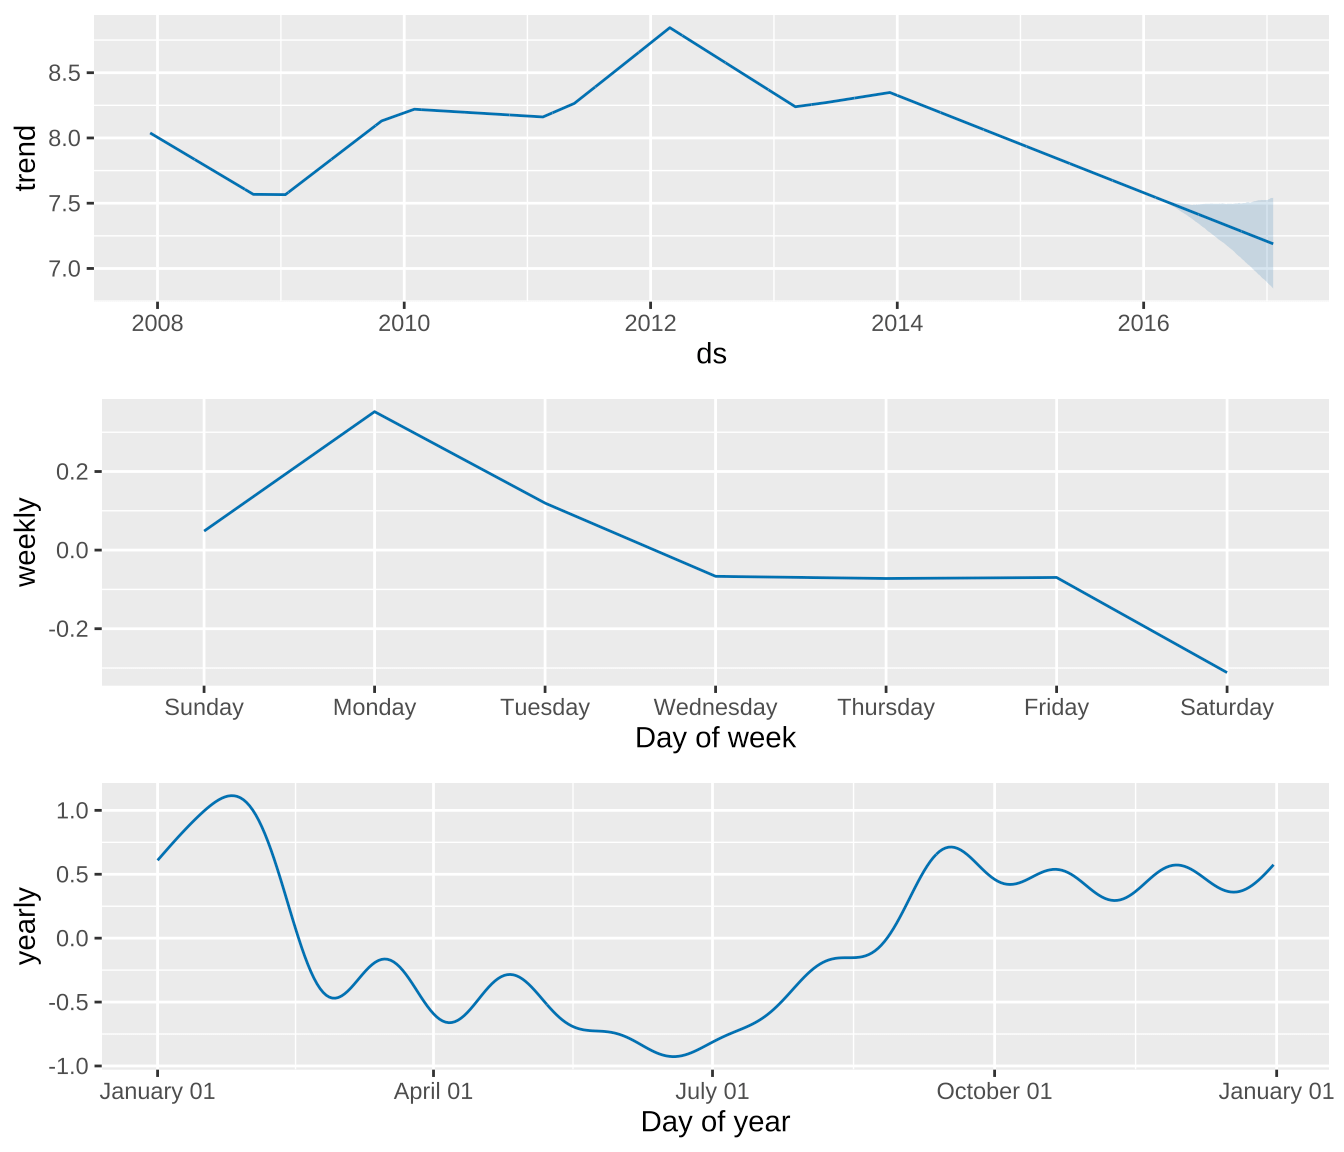 trend
8.5
8.0
7.5
7.0
2008 2010 2012 2014 2016
ds
weekly
0.2
0.0
-0.2
Sunday Monday Tuesday Wednesday Thursday Friday Saturday
Day of week
yearly
1.0
0.5
0.0
-0.5
-1.0
January 01 April 01 July 01 October 01 January 01
Day of year